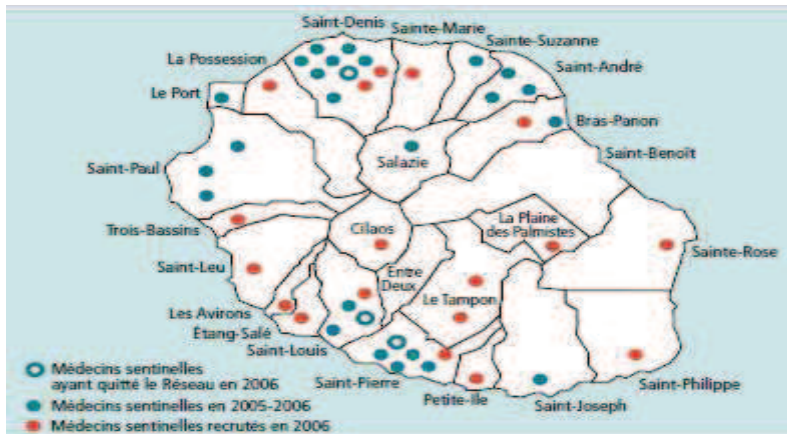 Saint-Denis
Sainte-Marie
Sainte-Suzanne
La Possession
Saint-André
Le Port
Bras-Panon
Salazie
Saint-Benoît
Saint-Paul
La Plaine
des Palmistes
Trois-Bassins
Cilaos
Sainte-Rose
Saint-Leu
Entre
Deux
Le Tampon
Les Avirons
Étang-Salé
Saint-Louis
Saint-Pierre
Petite-Ile
Saint-Joseph
Saint-Philippe
Médecins sentinelles
ayant quitté le Réseau en 2006
Médecins sentinelles en 2005-2006
Médecins sentinelles recrutés en 2006